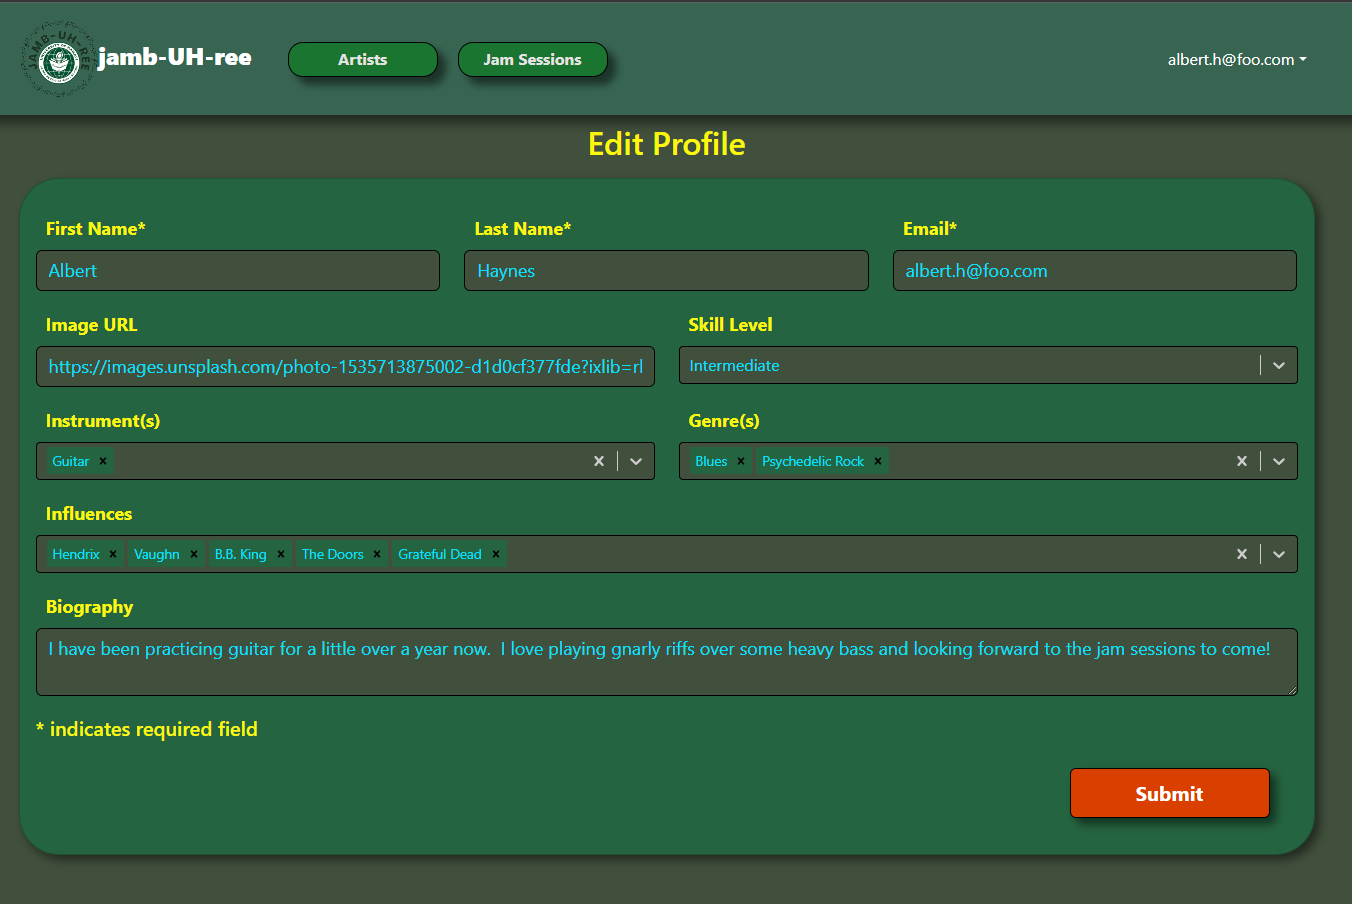 JAMB-UH-REE
jamb-UH-ree
Artists
Jam Sessions
albert.h@foo.com
Edit Profile
First Name*
Last Name*
Email*
Albert
Haynes
albert.h@foo.com
Image URL
Skill Level
https://images.unsplash.com/photo-1535713875002-d1d0cf377fde?ixlib=rl
Intermediate
Instrument(s)
Genre(s)
Guitar ×
Blues × Psychedelic Rock ×
Influences
Hendrix × Vaughn × B.B. King × The Doors × Grateful Dead ×
Biography
I have been practicing guitar for a little over a year now.  I love playing gnarly riffs over some heavy bass and looking forward to the jam sessions to come!
* indicates required field
Submit